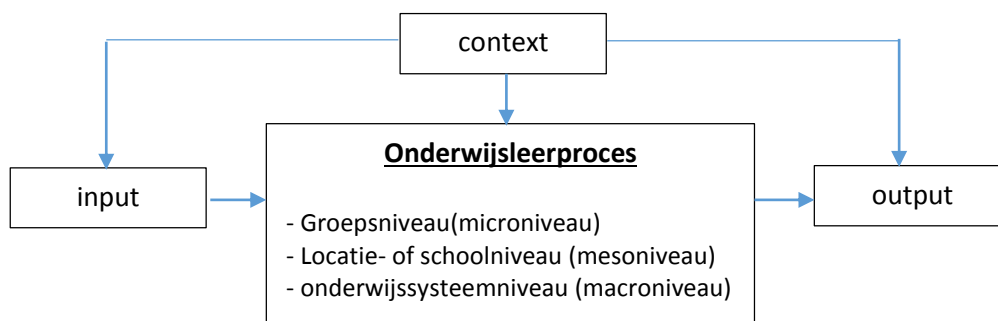 context
Onderwijsleerproces
input
output
- Groepsniveau(microniveau)
- Locatie- of schoolniveau (mesoniveau)
- onderwijssysteemniveau (macroniveau)